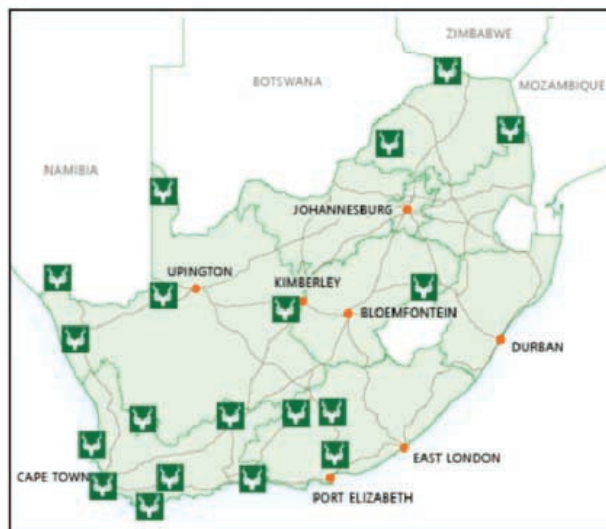 ZIMBABWE
BOTSWANA
MOZAMBIQUE
NAMIBIA
JOHANNESBURG
UPINGTON
KIMBERLEY
BLOEMFONTEIN
DURBAN
EAST LONDON
CAPE TOWN
PORT ELIZABETH